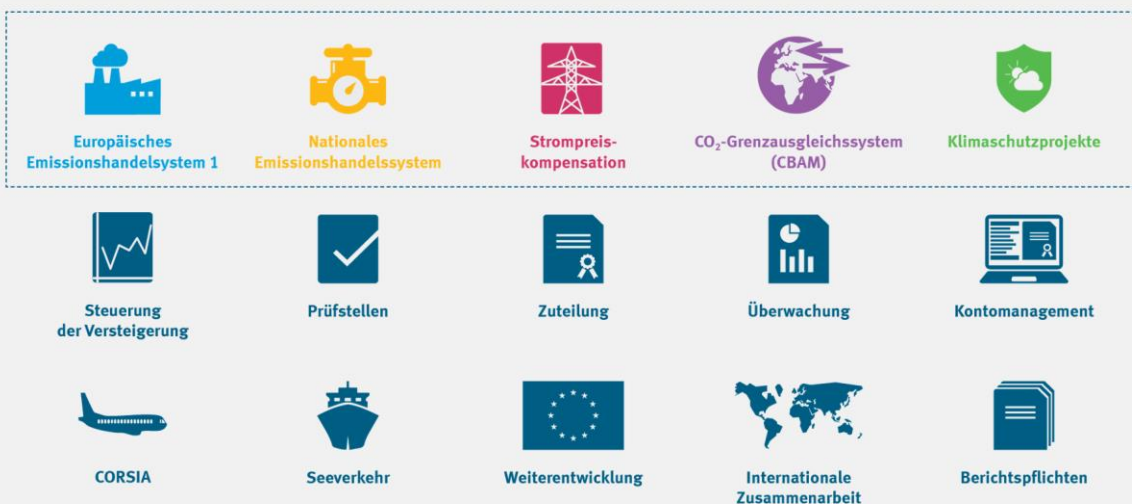 Europäisches
Emissionshandelsystem 1
Nationales
Emissionshandelssystem
Strompreis-
kompensation
CO₂-Grenzausgleichssystem
(CBAM)
Klimaschutzprojekte
Steuerung
der Versteigerung
Prüfstellen
Zuteilung
Überwachung
Kontomanagement
CORSIA
Seeverkehr
Weiterentwicklung
Internationale
Zusammenarbeit
Berichtspflichten